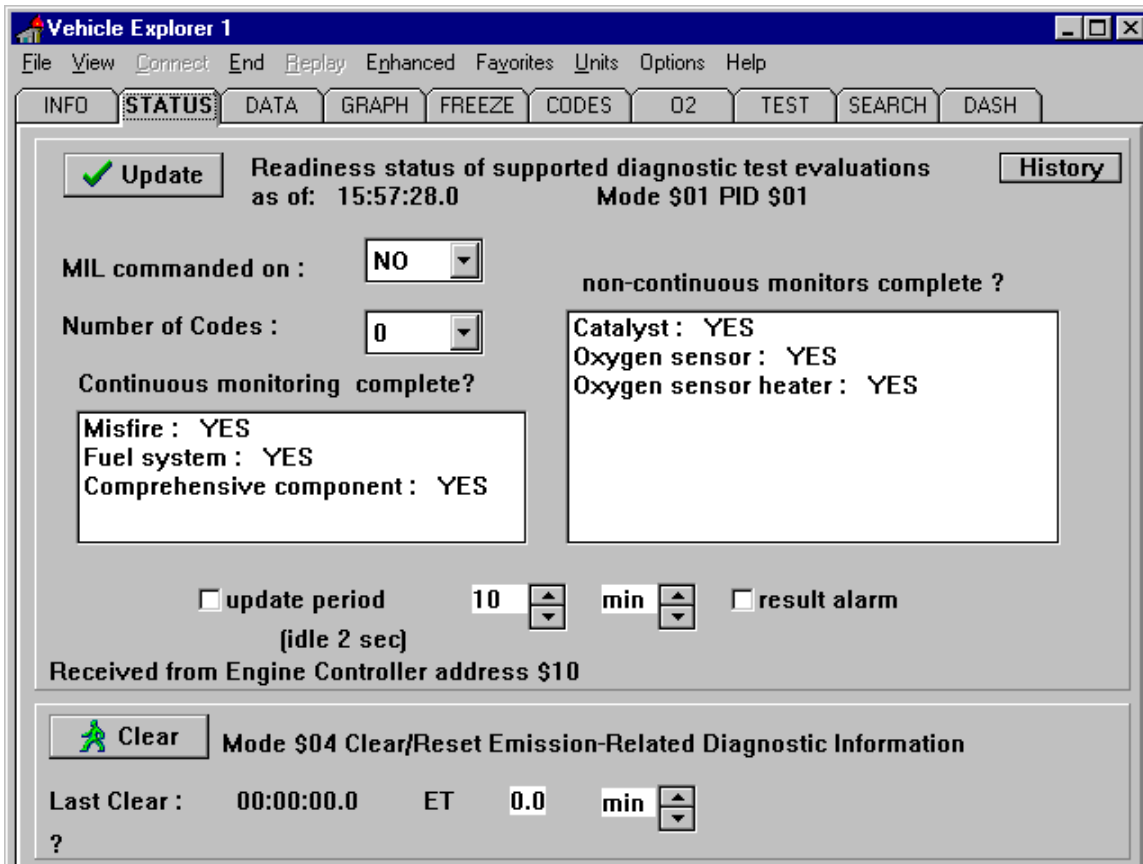 Vehicle Explorer 1
File View Connect End Replay Enhanced Favorites Units Options Help
INFO STATUS DATA GRAPH FREEZE CODES O2 TEST SEARCH DASH
Update
Readiness status of supported diagnostic test evaluations
as of: 15:57:28.0 Mode $01 PID $01
History
MIL commanded on : NO
Number of Codes : 0
Continuous monitoring complete?
Misfire : YES
Fuel system : YES
Comprehensive component : YES
non-continuous monitors complete ?
Catalyst : YES
Oxygen sensor : YES
Oxygen sensor heater : YES
update period 10 min result alarm
(idle 2 sec)
Received from Engine Controller address $10
Clear Mode $04 Clear/Reset Emission-Related Diagnostic Information
Last Clear : 00:00:00.0 ET 0.0 min
?